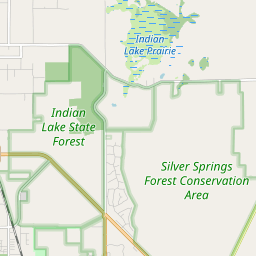 Indian
Lake Prairie
Indian
Lake State
Forest
Silver Springs
Forest Conservation
Area